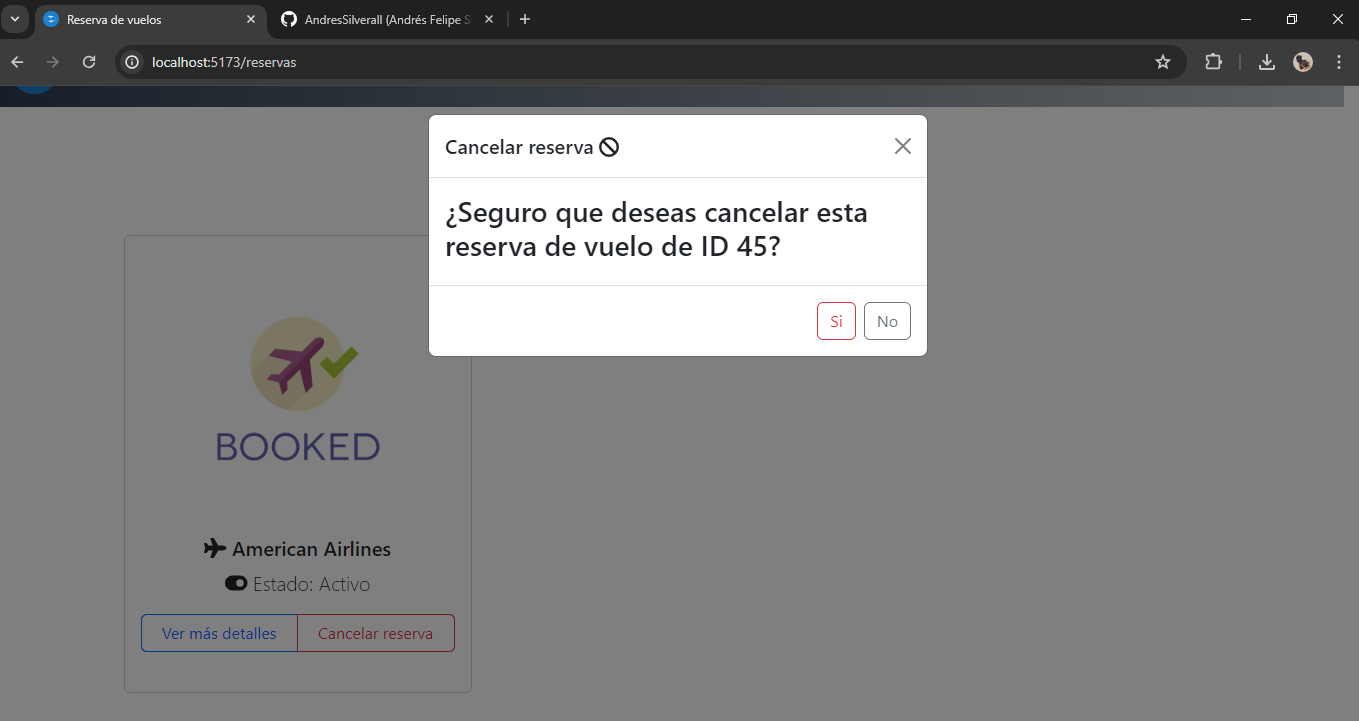 Reserva de vuelos
AndresSilverall (Andrés Felipe S
localhost:5173/reservas
Cancelar reserva
¿Seguro que deseas cancelar esta
reserva de vuelo de ID 45?
Si
No
BOOKED
American Airlines
Estado: Activo
Ver más detalles
Cancelar reserva